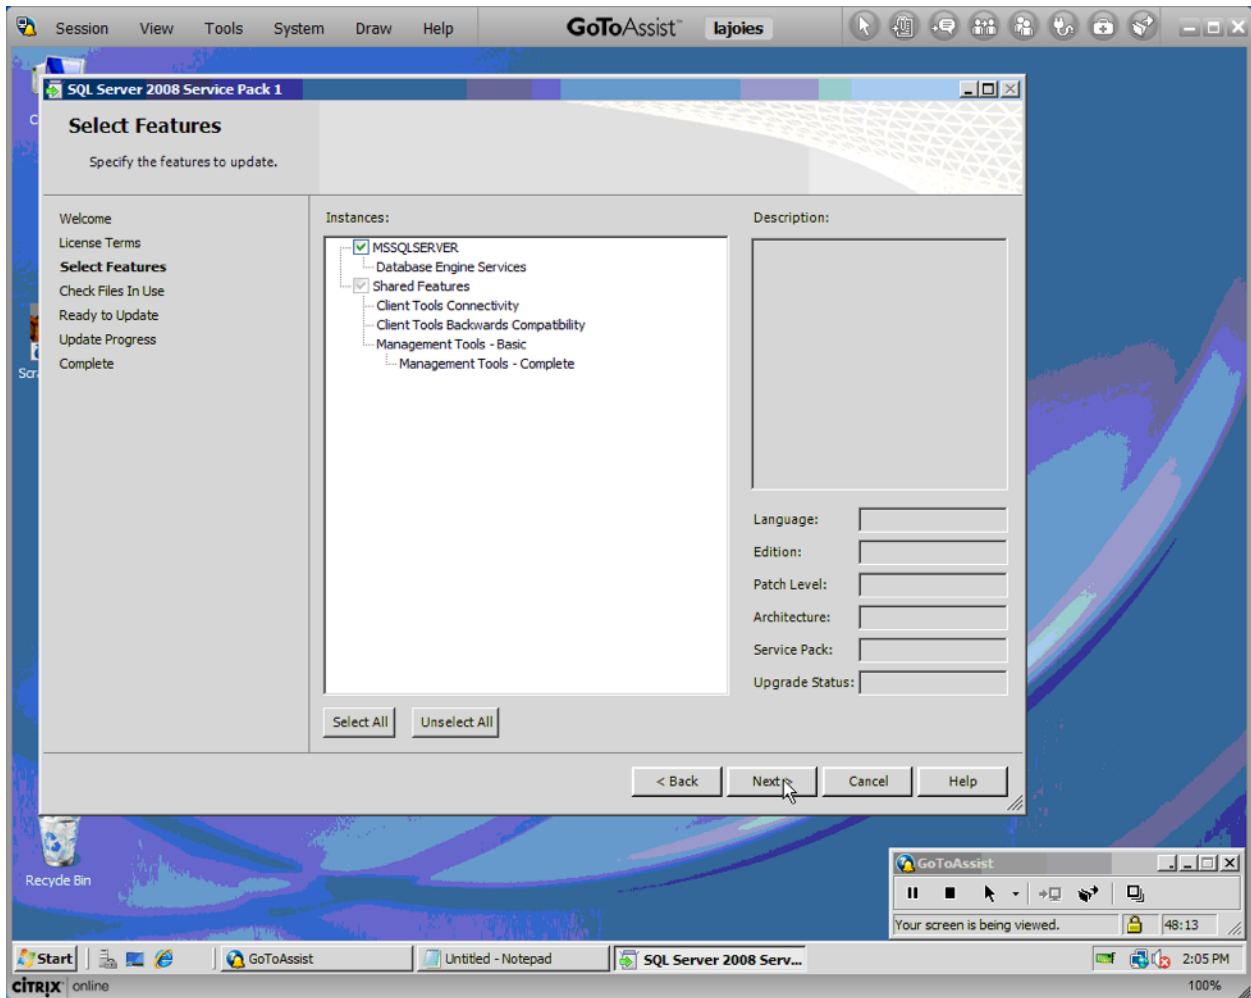 Session View Tools System Draw Help GoToAssist™ lajoies
SQL Server 2008 Service Pack 1
Select Features
Specify the features to update.
Welcome
License Terms
Select Features
Check Files In Use
Ready to Update
Update Progress
Complete
Instances:
MSSQLSERVER
Database Engine Services
Shared Features
Client Tools Connectivity
Client Tools Backwards Compatibility
Management Tools - Basic
Management Tools - Complete
Description:
Language:
Edition:
Patch Level:
Architecture:
Service Pack:
Upgrade Status:
Select All Unselect All
< Back Next > Cancel Help
Recycle Bin
GoToAssist
Your screen is being viewed. 48:13
Start GoToAssist Untitled - Notepad SQL Server 2008 Serv... 2:05 PM
CITRIX online 100%